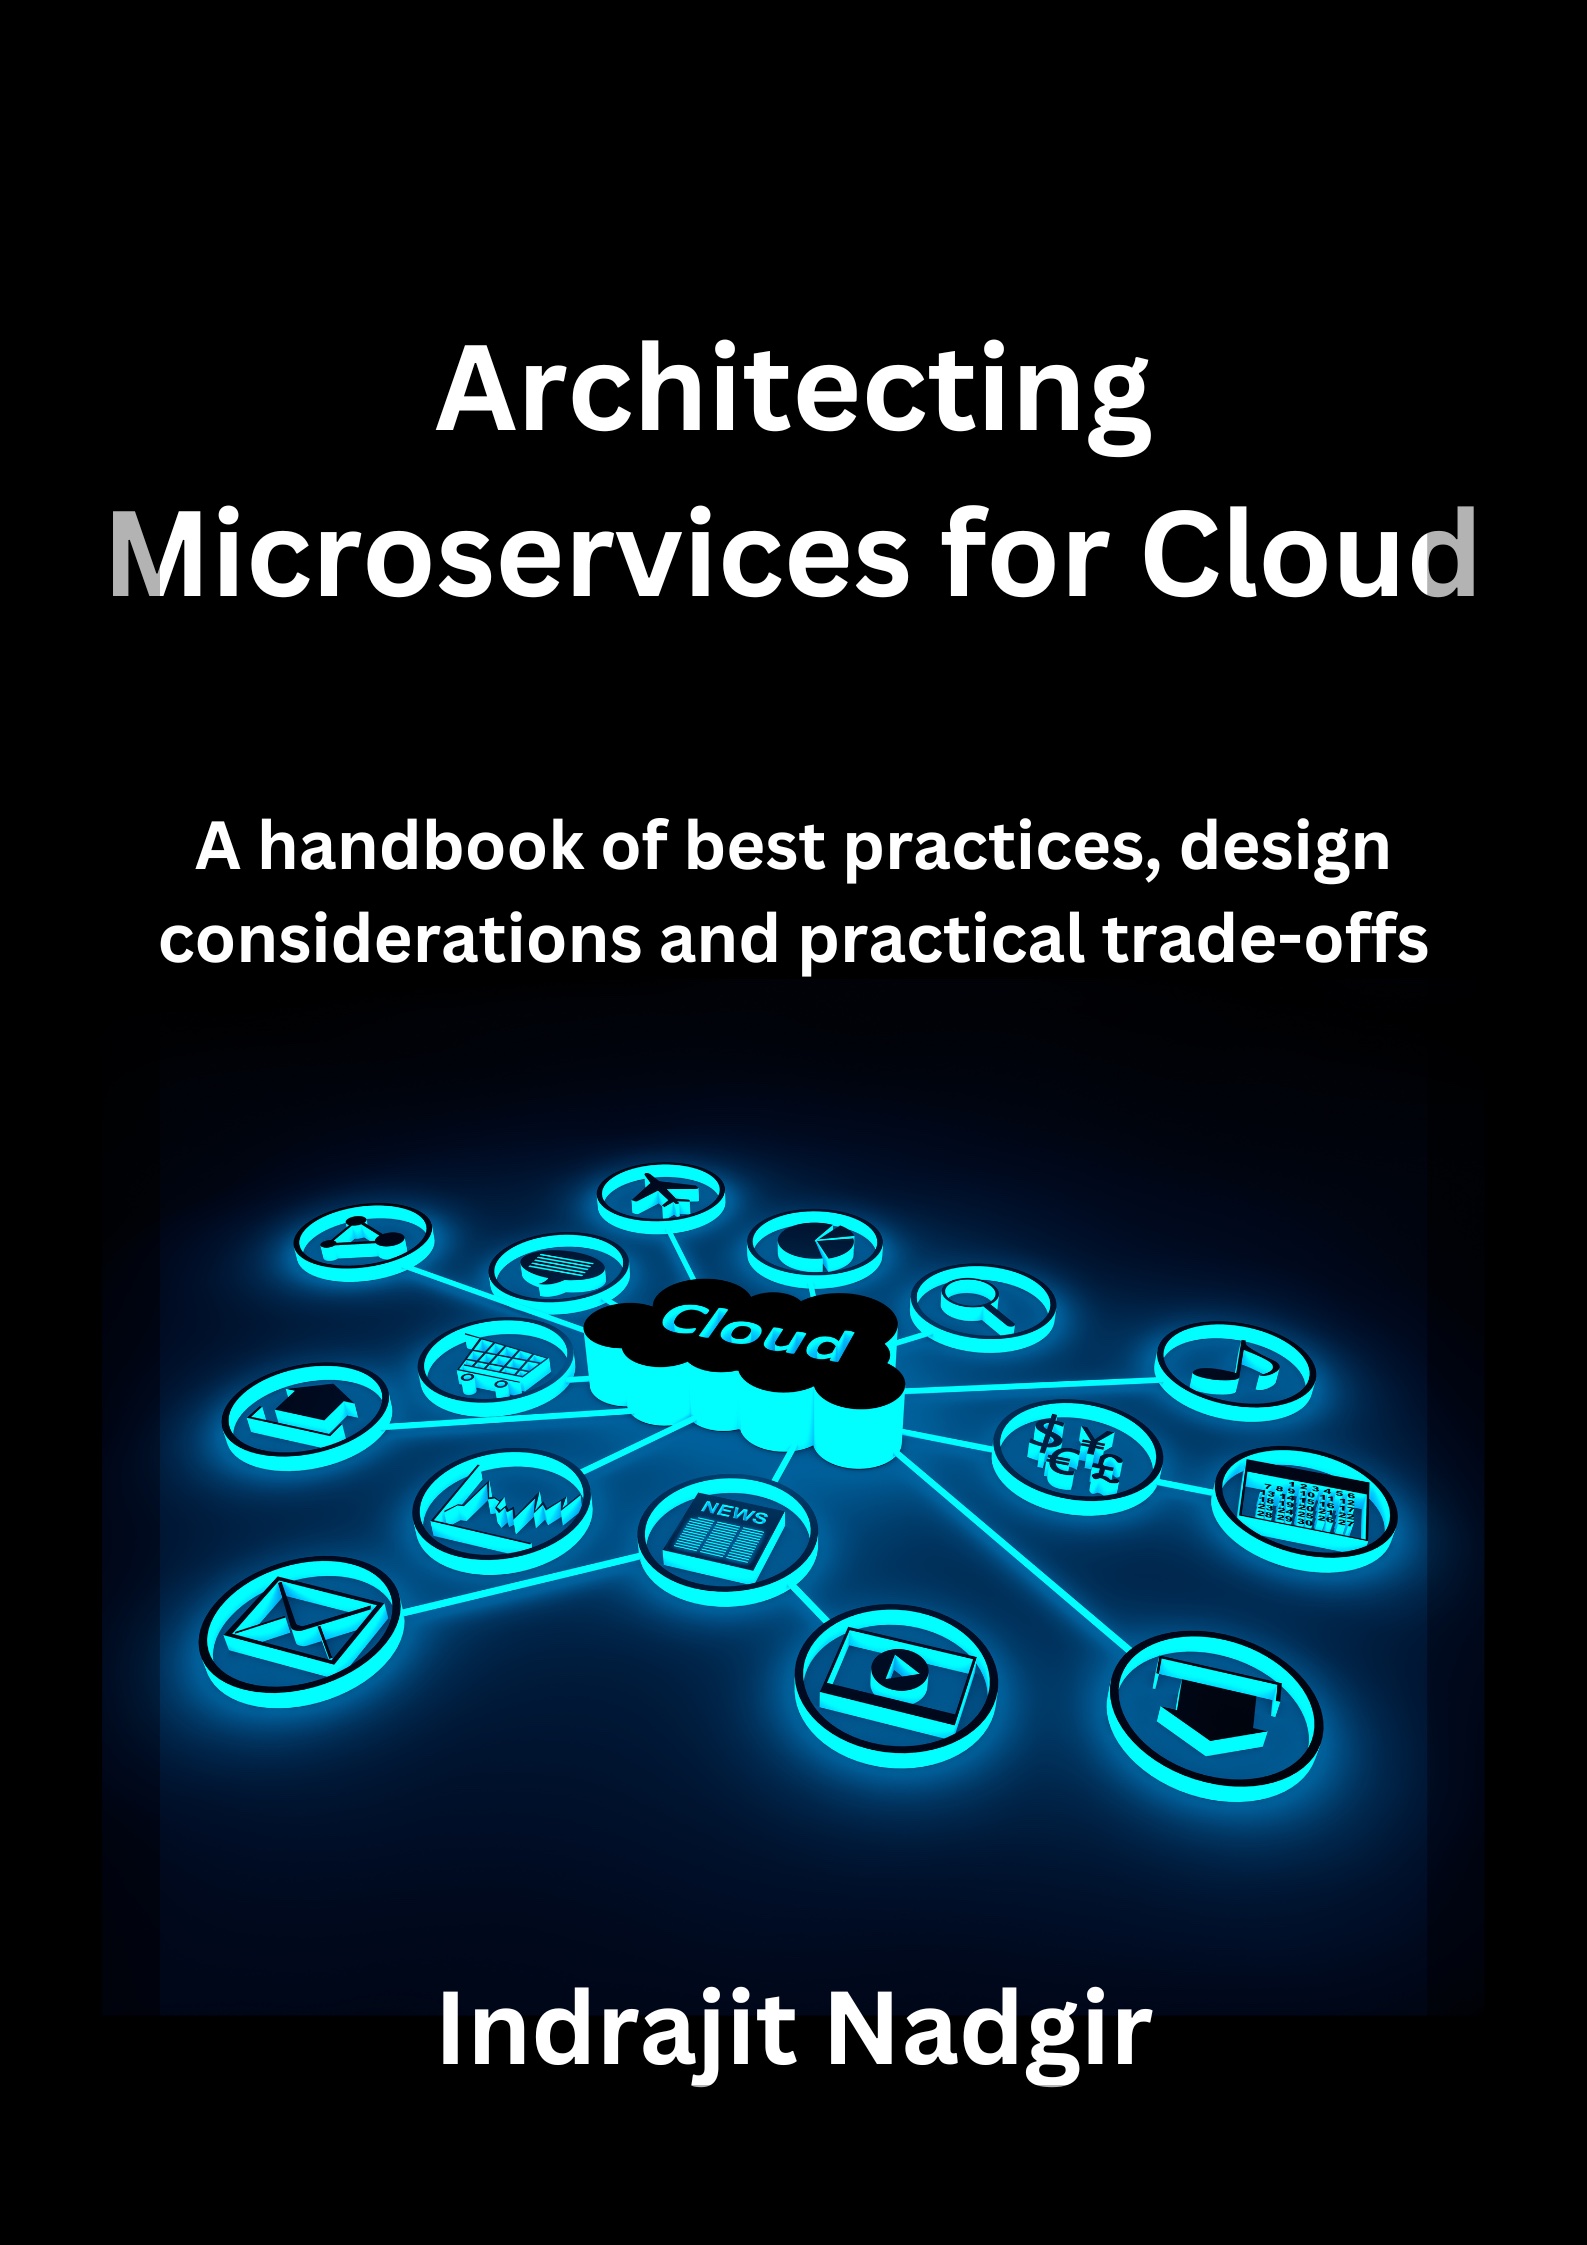 Architecting
Microservices for Cloud
A handbook of best practices, design
considerations and practical trade-offs
Cloud
$ ¥
€ £
NEWS
Indrajit Nadgir